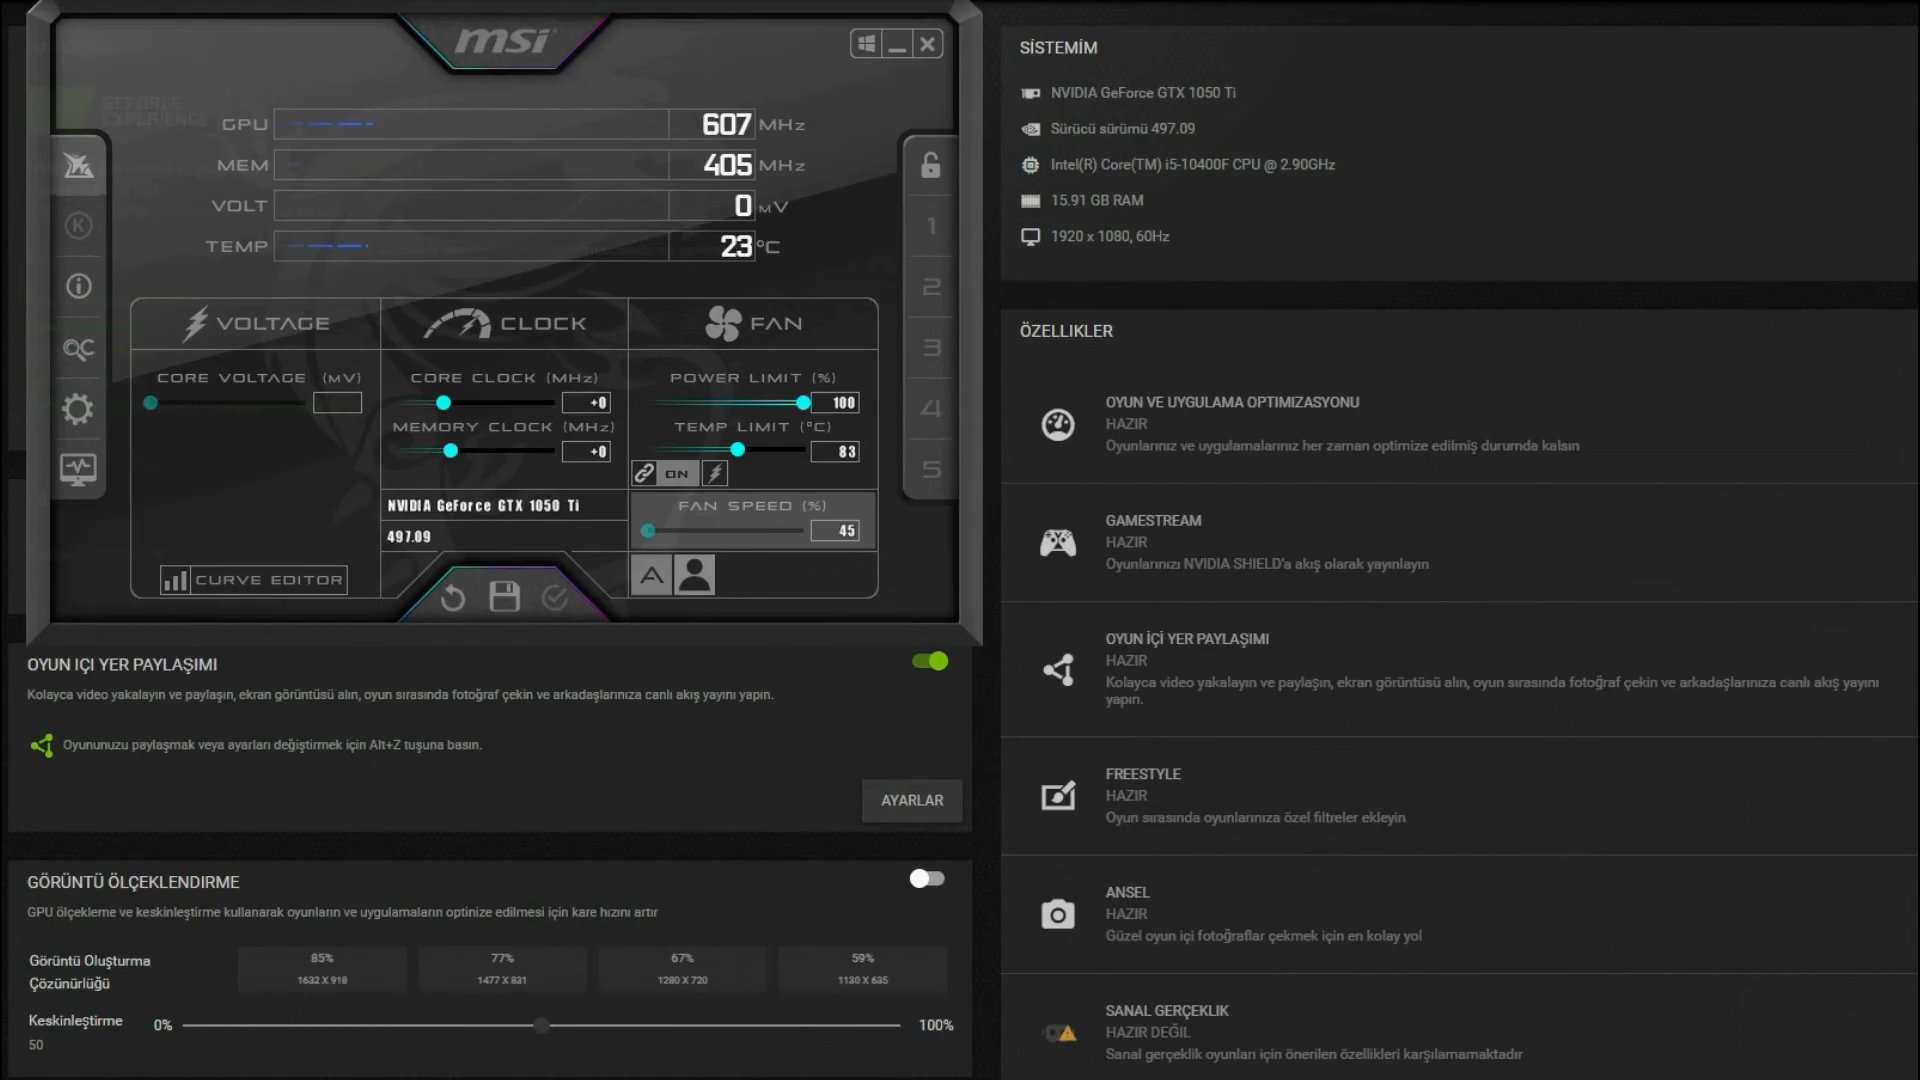 msi
GEFORCE
EXPERIENCE
GPU 607 MHz
MEM 405 MHz
VOLT 0 MV
TEMP 23 °C
K
1
2
3
4
5
VOLTAGE
CORE VOLTAGE (MV)
CURVE EDITOR
CLOCK
CORE CLOCK (MHz)
+0
MEMORY CLOCK (MHz)
+0
NVIDIA GeForce GTX 1050 Ti
497.09
FAN
POWER LIMIT (%)
100
TEMP LIMIT (°C)
83
ON
FAN SPEED (%)
45
A
OYUN IÇI YER PAYLAŞIMI
Kolayca video yakalayın ve paylaşın, ekran görüntüsü alın, oyun sırasında fotoğraf çekin ve arkadaşlarınıza canlı akış yayını yapın.
Oyununuzu paylaşmak veya ayarları değiştirmek için Alt+Z tuşuna basın.
AYARLAR
GÖRÜNTÜ ÖLÇEKLENDIRME
GPU ölçekleme ve keskinleştirme kullanarak oyunların ve uygulamaların optinize edilmesi için kare hızını artır
Görüntü Oluşturma
Çözünürlüğü
85%
1632 X 918
77%
1477 X 831
67%
1280 X 720
59%
1130 X 635
Keskinleştirme
50
0%
100%
SİSTEMİM
NVIDIA GeForce GTX 1050 Ti
Sürücü sürümü 497.09
Intel(R) Core(TM) i5-10400F CPU @ 2.90GHz
15.91 GB RAM
1920 x 1080, 60Hz
ÖZELLIKLER
OYUN VE UYGULAMA OPTIMIZASYONU
HAZIR
Oyunlarınız ve uygulamalarınız her zaman optimize edilmiş durumda kalsın
GAMESTREAM
HAZIR
Oyunlarınızı NVIDIA SHIELD'a akış olarak yayınlayın
OYUN İÇİ YER PAYLAŞIMI
HAZIR
Kolayca video yakalayın ve paylaşın, ekran görüntüsü alın, oyun sırasında fotoğraf çekin ve arkadaşlarınıza canlı akış yayını
yapın.
FREESTYLE
HAZIR
Oyun sırasında oyunlarınıza özel filtreler ekleyin
ANSEL
HAZIR
Güzel oyun içi fotoğraflar çekmek için en kolay yol
SANAL GERÇEKLIK
HAZIR DEĞIL
Sanal gerçeklik oyunları için önerilen özellikleri karşılamamaktadır